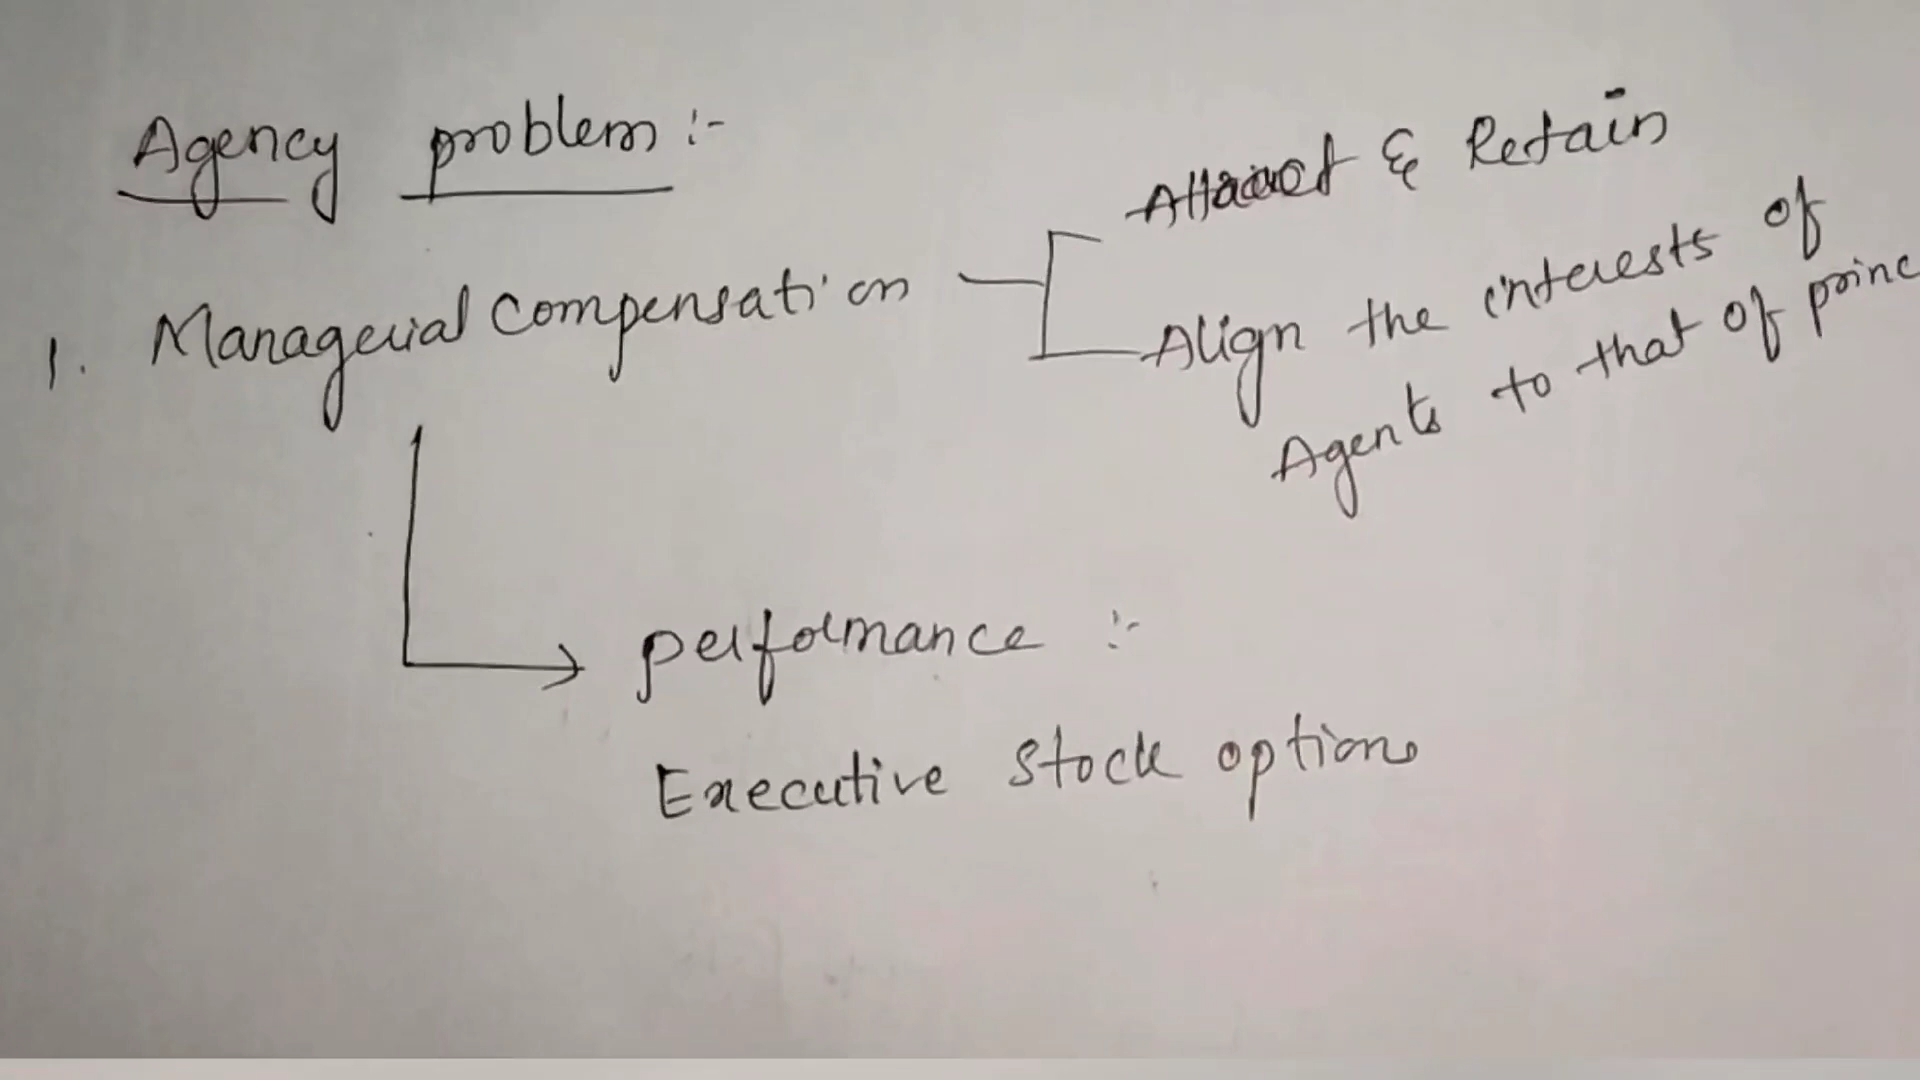 Agency problem :-
Attract & Retain
1. Managerial Compensation
Align the interests of
Agents to that of princ
performance :-
Executive stock options